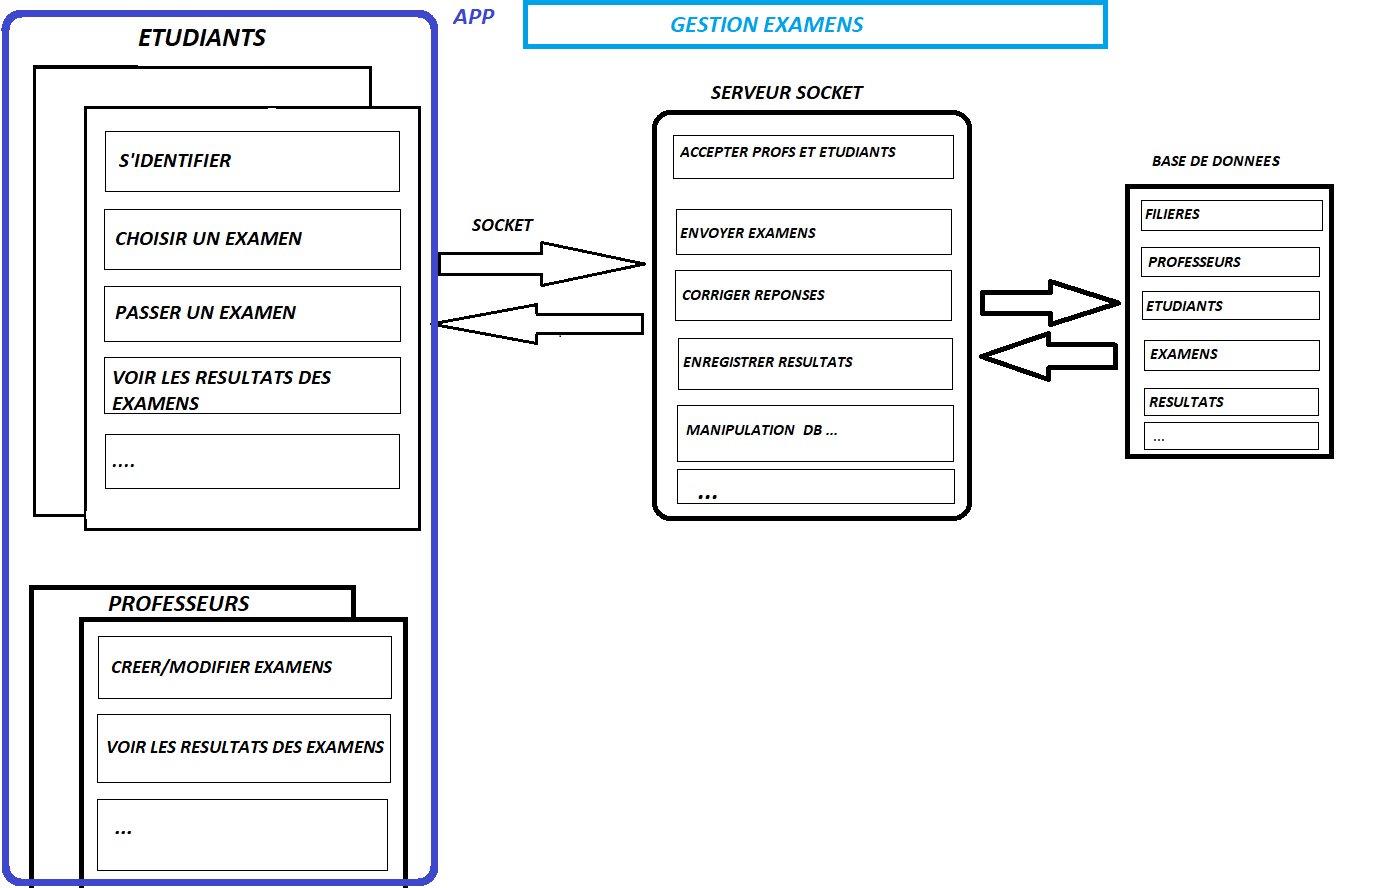 APP
GESTION EXAMENS
ETUDIANTS
S'IDENTIFIER
CHOISIR UN EXAMEN
PASSER UN EXAMEN
VOIR LES RESULTATS DES
EXAMENS
....
PROFESSEURS
CREER/MODIFIER EXAMENS
VOIR LES RESULTATS DES EXAMENS
...
SOCKET
SERVEUR SOCKET
ACCEPTER PROFS ET ETUDIANTS
ENVOYER EXAMENS
CORRIGER REPONSES
ENREGISTRER RESULTATS
MANIPULATION  DB ...
...
BASE DE DONNEES
FILIERES
PROFESSEURS
ETUDIANTS
EXAMENS
RESULTATS
...